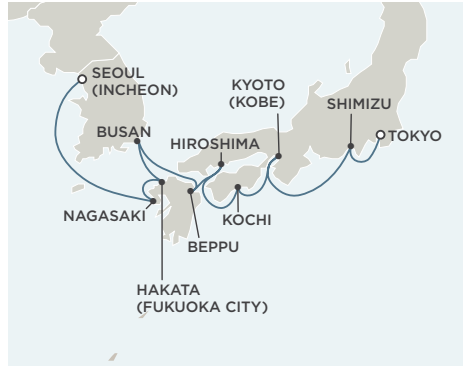 SEOUL
(INCHEON)
BUSAN
HIROSHIMA
KYOTO
(KOBE)
SHIMIZU
TOKYO
NAGASAKI
KOCHI
BEPPU
HAKATA
(FUKUOKA CITY)